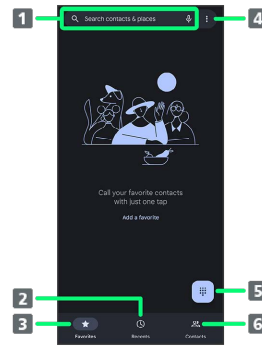 1
Search contacts & places
4
Call your favorite contacts
with just one tap
Add a favorite
5
2
3
6
Favorites
Recents
Contacts